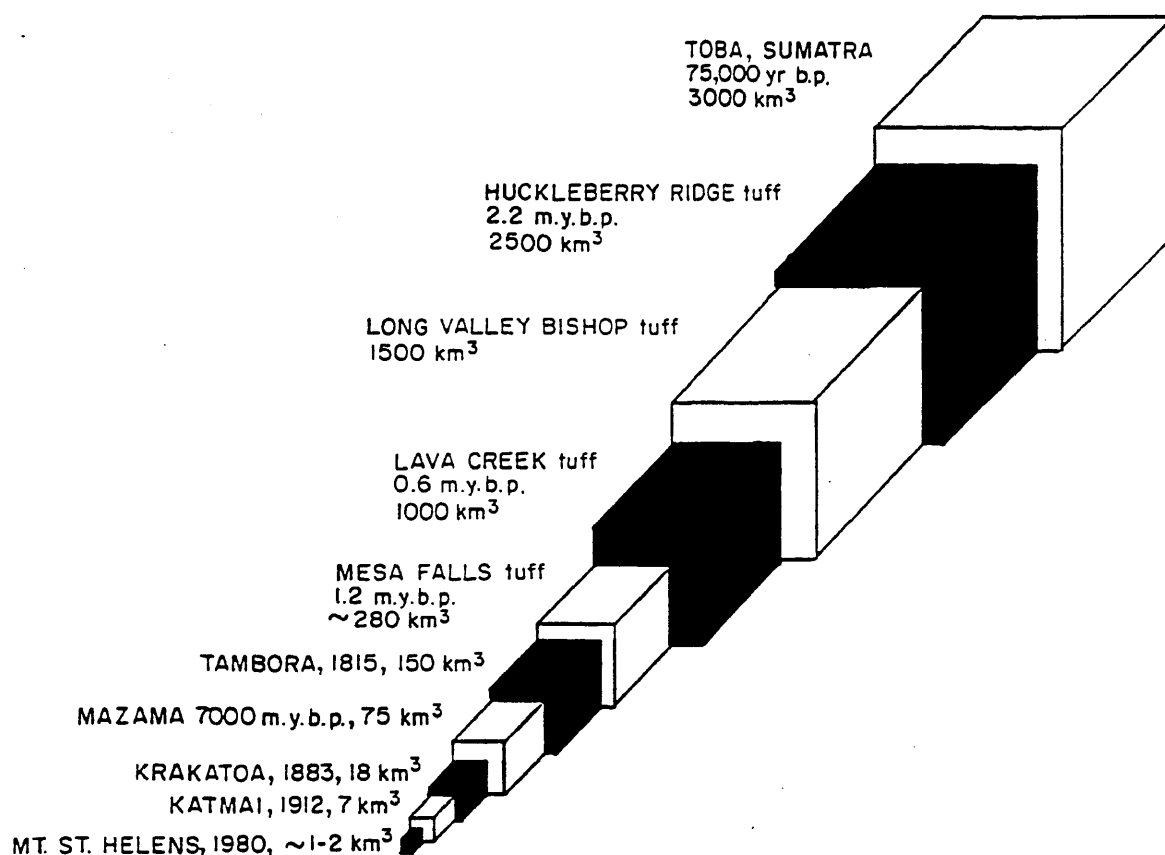 TOBA, SUMATRA
75,000 yr b.p.
3000 km³
HUCKLEBERRY RIDGE tuff
2.2 m.y.b.p.
2500 km³
LONG VALLEY BISHOP tuff
1500 km³
LAVA CREEK tuff
0.6 m.y.b.p.
1000 km³
MESA FALLS tuff
1.2 m.y.b.p.
~280 km³
TAMBORA, 1815, 150 km³
MAZAMA 7000 m.y.b.p., 75 km³
KRAKATOA, 1883, 18 km³
KATMAI, 1912, 7 km³
MT. ST. HELENS, 1980, ~1-2 km³